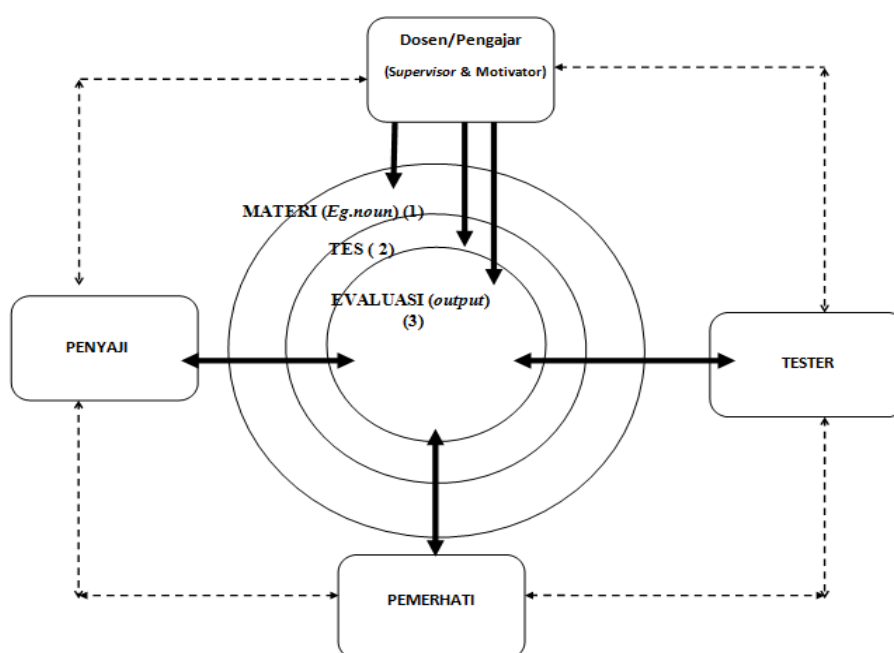 Dosen/Pengajar
(Supervisor & Motivator)
MATERI (Eg.noun) (1)
TES ( 2)
EVALUASI (output)
(3)
PENYAJI
TESTER
PEMERHATI